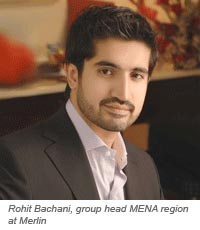 Rohit Bachani, group head MENA region
at Merlin